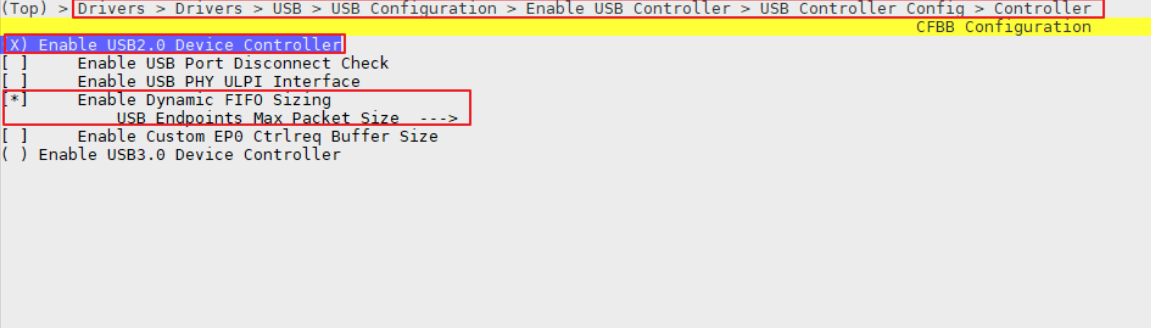 (Top) > Drivers > Drivers > USB > USB Configuration > Enable USB Controller > USB Controller Config > Controller
CFBB Configuration
X) Enable USB2.0 Device Controller
[ ] Enable USB Port Disconnect Check
[ ] Enable USB PHY ULPI Interface
[*] Enable Dynamic FIFO Sizing
USB Endpoints Max Packet Size --->
[ ] Enable Custom EP0 Ctrlreq Buffer Size
( ) Enable USB3.0 Device Controller